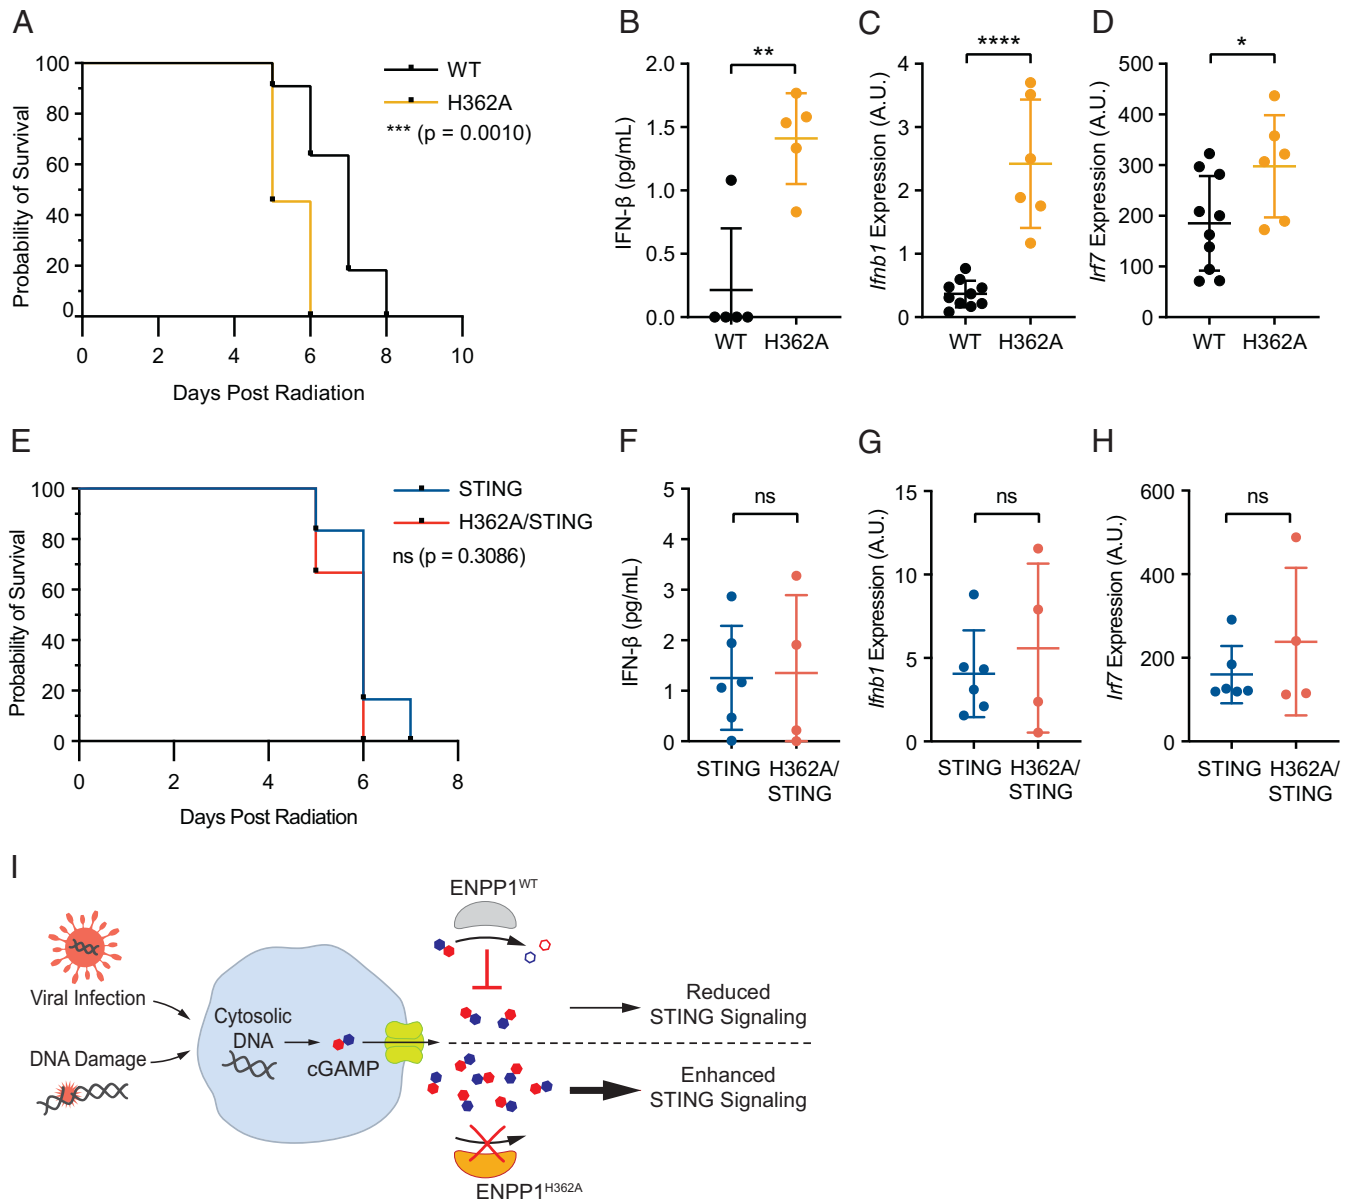 A
Probability of Survival
100
80
60
40
20
0
0 2 4 6 8 10
Days Post Radiation
WT
H362A
*** (p = 0.0010)
B
IFN-β (pg/mL)
2.0
1.5
1.0
0.5
0.0
**
WT H362A
C
Ifnb1 Expression (A.U.)
4
3
2
1
0
****
WT H362A
D
Irf7 Expression (A.U.)
500
400
300
200
100
0
*
WT H362A
E
Probability of Survival
100
80
60
40
20
0
0 2 4 6 8
Days Post Radiation
STING
H362A/STING
ns (p = 0.3086)
F
IFN-β (pg/mL)
5
4
3
2
1
0
ns
STING H362A/
STING
G
Ifnb1 Expression (A.U.)
15
10
5
0
ns
STING H362A/
STING
H
Irf7 Expression (A.U.)
600
400
200
0
ns
STING H362A/
STING
I
Viral Infection
DNA Damage
Cytosolic
DNA
cGAMP
ENPP1WT
Reduced
STING Signaling
Enhanced
STING Signaling
ENPP1H362A